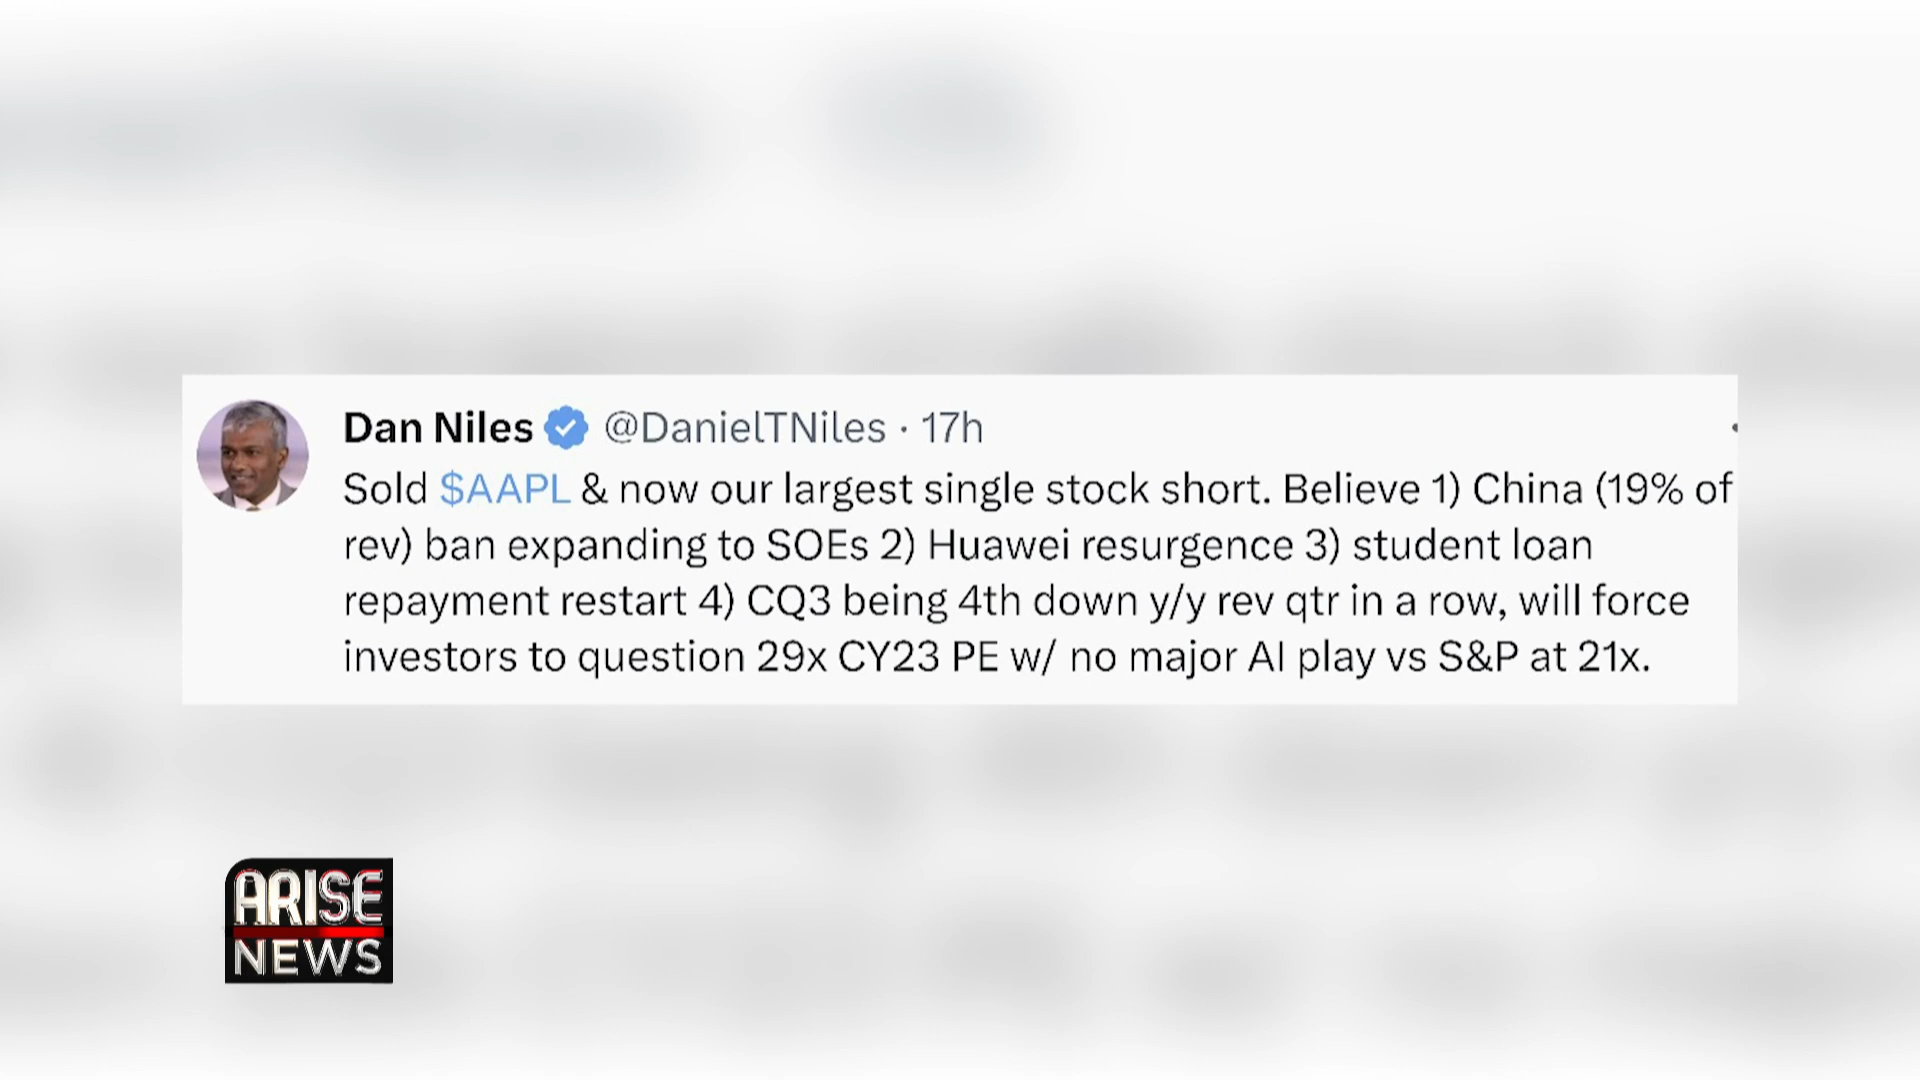 Dan Niles @DanielTNiles · 17h
Sold $AAPL & now our largest single stock short. Believe 1) China (19% of
rev) ban expanding to SOEs 2) Huawei resurgence 3) student loan
repayment restart 4) CQ3 being 4th down y/y rev qtr in a row, will force
investors to question 29x CY23 PE w/ no major AI play vs S&P at 21x.
ARISE
NEWS